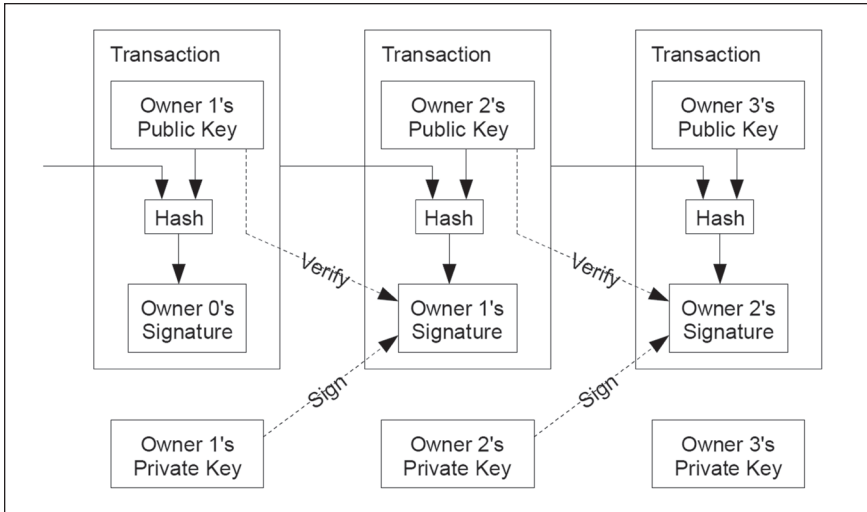 Transaction
Owner 1's
Public Key
Hash
Owner 0's
Signature
Transaction
Owner 2's
Public Key
Hash
Verify
Owner 1's
Signature
Transaction
Owner 3's
Public Key
Hash
Verify
Owner 2's
Signature
Sign
Sign
Owner 1's
Private Key
Owner 2's
Private Key
Owner 3's
Private Key